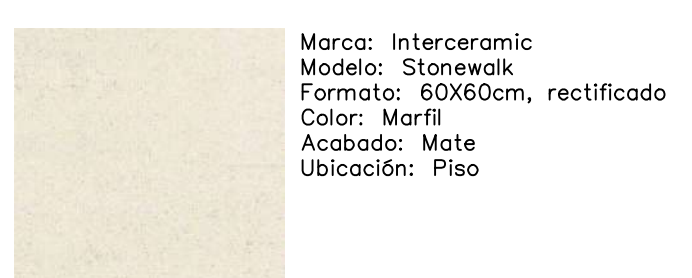 Marca: Interceramic
Modelo: Stonewalk
Formato: 60X60cm, rectificado
Color: Marfil
Acabado: Mate
Ubicación: Piso